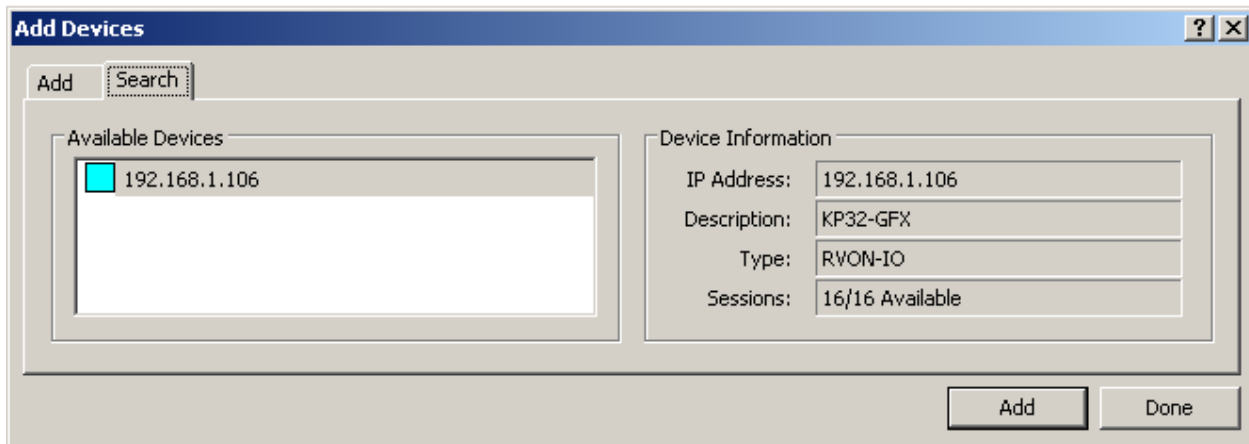 Add Devices
Add
Search
Available Devices
192.168.1.106
Device Information
IP Address: 192.168.1.106
Description: KP32-GFX
Type: RVON-IO
Sessions: 16/16 Available
Add
Done